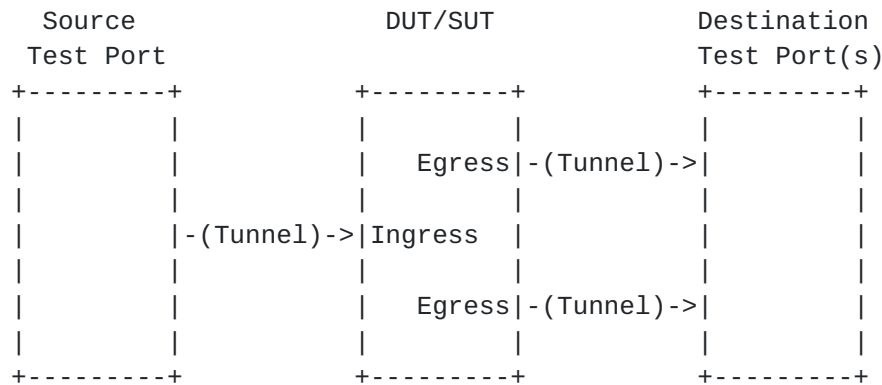 Source DUT/SUT Destination
Test Port Test Port(s)
+---------+ +---------+ +---------+
| | | | | |
| | | Egress|-(Tunnel)->| |
| | | | | |
| |-(Tunnel)->|Ingress | | |
| | | | | |
| | | Egress|-(Tunnel)->| |
| | | | | |
+---------+ +---------+ +---------+